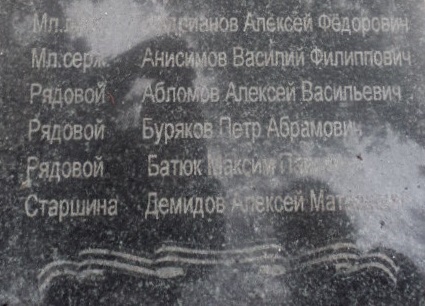 Алексей Фёдорович
Мл.серж. Анисимов Василий Филиппович
Рядовой Абломов Алексей Васильевич
Рядовой Буряков Петр Абрамович
Рядовой Батюк Максим
Старшина Демидов Алексей